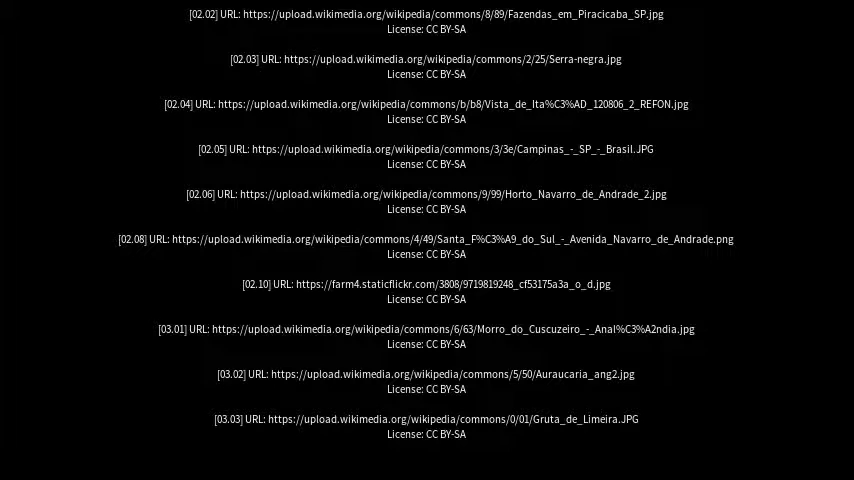 [02.02] URL: https://upload.wikimedia.org/wikipedia/commons/8/89/Fazendas_em_Piracicaba_SP.jpg
License: CC BY-SA
[02.03] URL: https://upload.wikimedia.org/wikipedia/commons/2/25/Serra-negra.jpg
License: CC BY-SA
[02.04] URL: https://upload.wikimedia.org/wikipedia/commons/b/b8/Vista_de_Ita%C3%AD_120806_2_REFON.jpg
License: CC BY-SA
[02.05] URL: https://upload.wikimedia.org/wikipedia/commons/3/3e/Campinas_-_SP_-_Brasil.JPG
License: CC BY-SA
[02.06] URL: https://upload.wikimedia.org/wikipedia/commons/9/99/Horto_Navarro_de_Andrade_2.jpg
License: CC BY-SA
[02.08] URL: https://upload.wikimedia.org/wikipedia/commons/4/49/Santa_F%C3%A9_do_Sul_-_Avenida_Navarro_de_Andrade.png
License: CC BY-SA
[02.10] URL: https://farm4.staticflickr.com/3808/9719819248_cf53175a3a_o_d.jpg
License: CC BY-SA
[03.01] URL: https://upload.wikimedia.org/wikipedia/commons/6/63/Morro_do_Cuscuzeiro_-_Anal%C3%A2ndia.jpg
License: CC BY-SA
[03.02] URL: https://upload.wikimedia.org/wikipedia/commons/5/50/Auraucaria_ang2.jpg
License: CC BY-SA
[03.03] URL: https://upload.wikimedia.org/wikipedia/commons/0/01/Gruta_de_Limeira.JPG
License: CC BY-SA